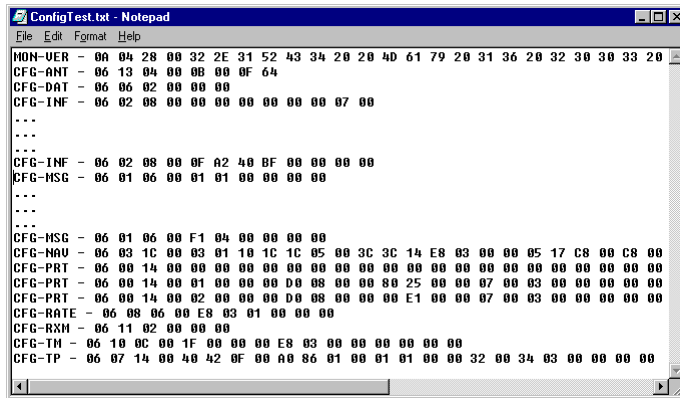 ConfigTest.txt - Notepad
File Edit Format Help
MON-VER - 0A 04 28 00 32 2E 31 52 43 34 20 20 4D 61 79 20 31 36 20 32 30 30 33 20
CFG-ANT - 06 13 04 00 0B 00 0F 64
CFG-DAT - 06 06 02 00 00 00
CFG-INF - 06 02 08 00 00 00 00 00 00 00 07 00
...
...
...
CFG-INF - 06 02 08 00 0F A2 40 BF 00 00 00 00
CFG-MSG - 06 01 06 00 01 01 00 00 00 00
...
...
...
CFG-MSG - 06 01 06 00 F1 04 00 00 00 00
CFG-NAV - 06 03 1C 00 03 01 10 1C 1C 05 00 3C 3C 14 E8 03 00 00 05 17 C8 00 C8 00
CFG-PRT - 06 00 14 00 00 00 00 00 00 00 00 00 00 00 00 00 00 00 00 00 00 00 00 00
CFG-PRT - 06 00 14 00 01 00 00 00 D0 08 00 00 80 25 00 00 07 00 03 00 00 00 00 00
CFG-PRT - 06 00 14 00 02 00 00 00 D0 08 00 00 00 E1 00 00 07 00 03 00 00 00 00 00
CFG-RATE - 06 08 06 00 E8 03 01 00 00 00
CFG-RXM - 06 11 02 00 00 00
CFG-TM - 06 10 0C 00 1F 00 00 00 E8 03 00 00 00 00 00 00
CFG-TP - 06 07 14 00 40 42 0F 00 A0 86 01 00 01 01 00 00 32 00 34 03 00 00 00 00